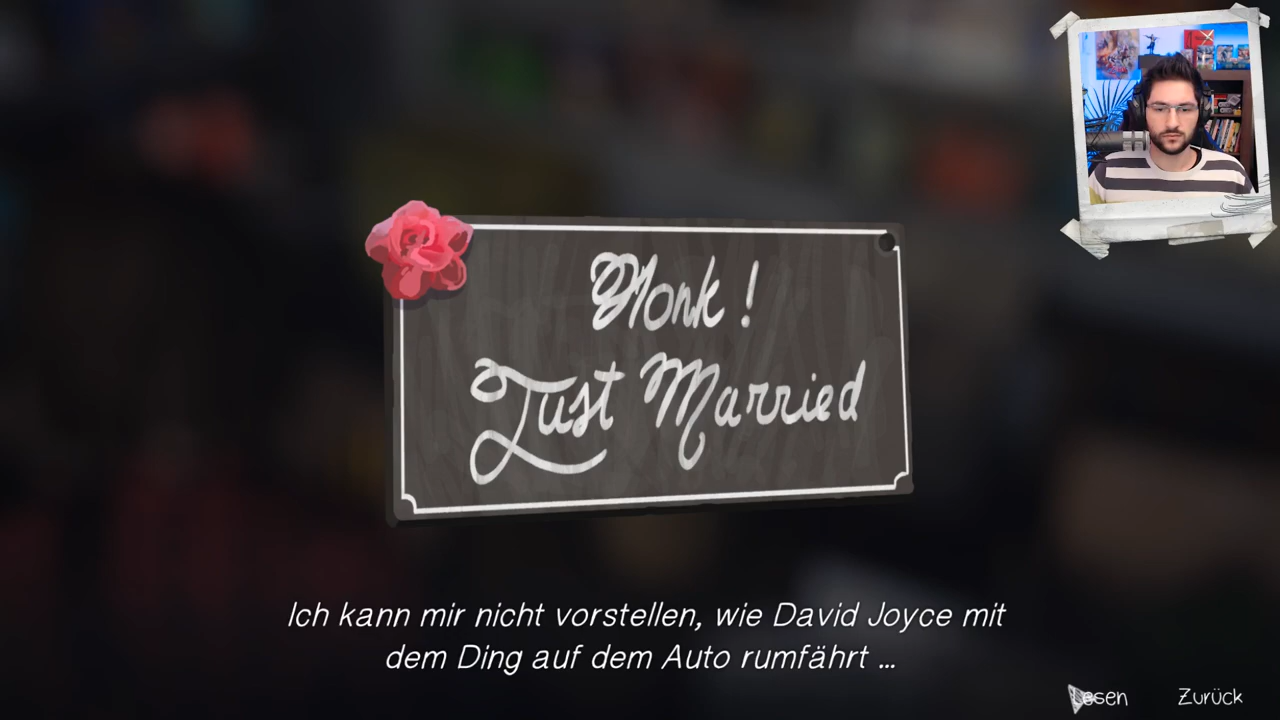 Honk!
Just Married
Ich kann mir nicht vorstellen, wie David Joyce mit
dem Ding auf dem Auto rumfährt ...
Lesen Zurück